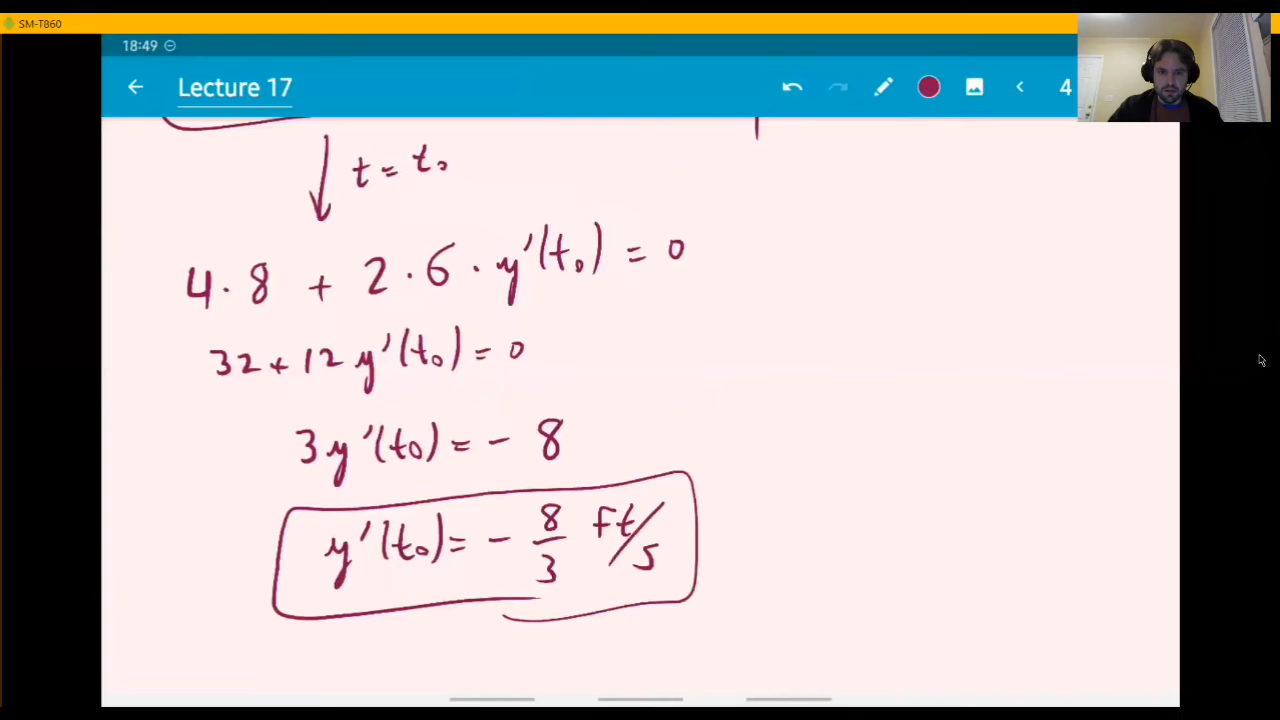 SM-T860
18:49
Lecture 17
4
t = t₀
4 · 8 + 2 · 6 · y'(t₀) = 0
32 + 12 y'(t₀) = 0
3 y'(t₀) = - 8
y'(t₀) = - 8/3 Ft/s